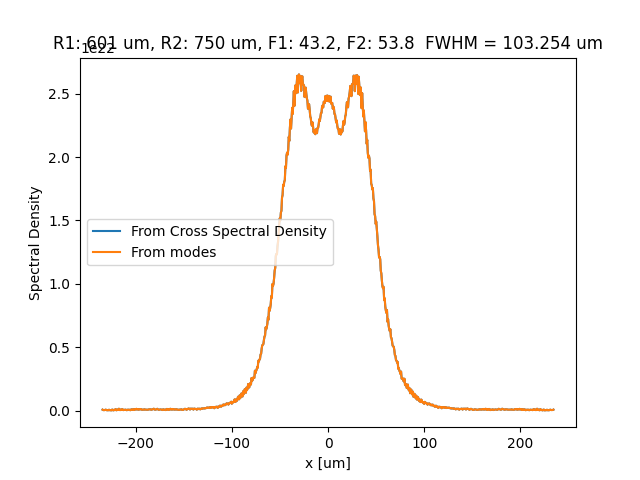 R1: 601 um, R2: 750 um, F1: 43.2, F2: 53.8  FWHM = 103.254 um
1e22
2.5
2.0
1.5
1.0
0.5
0.0
Spectral Density
From Cross Spectral Density
From modes
−200
−100
0
100
200
x [um]